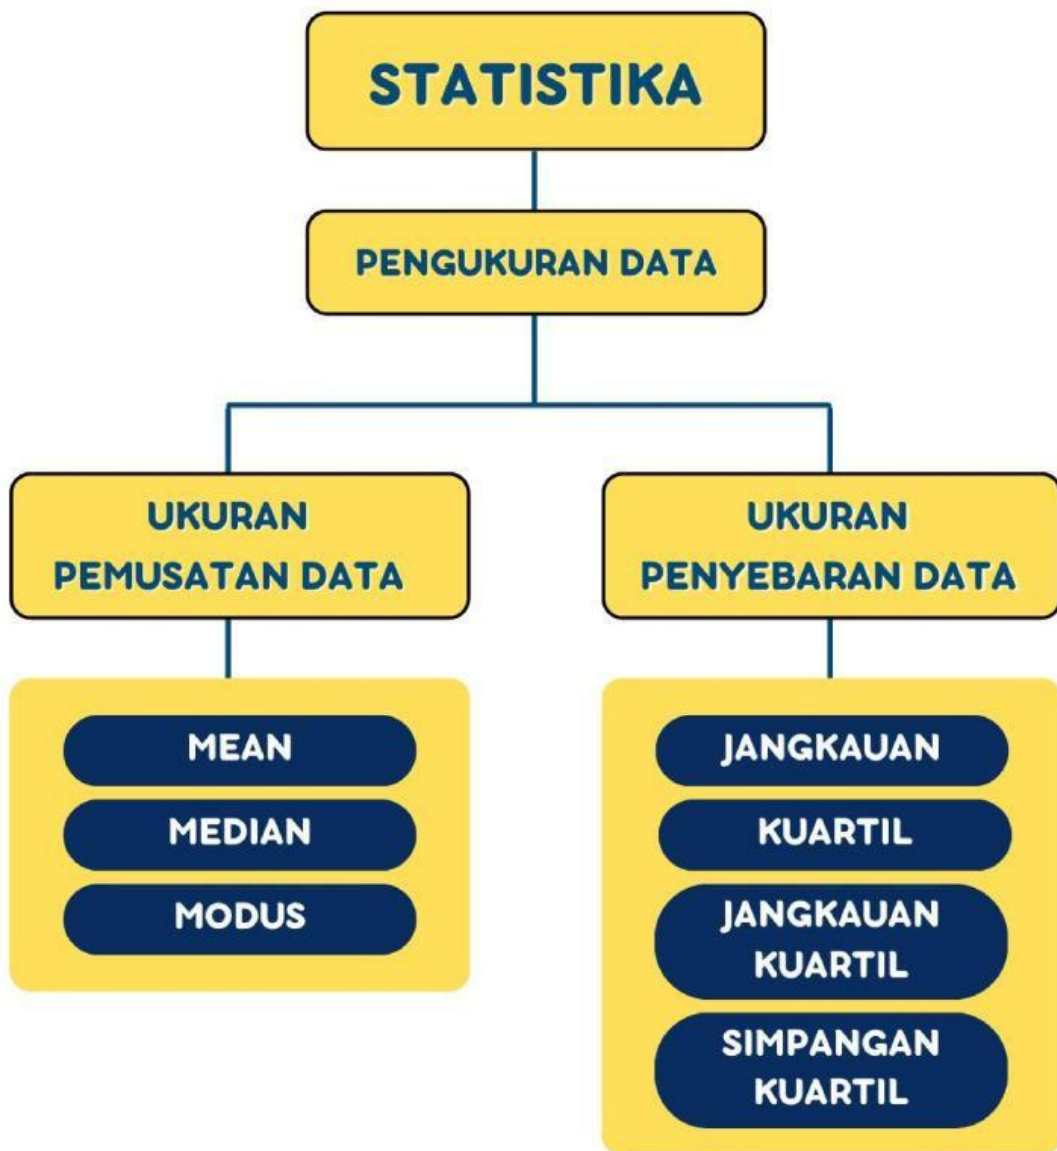 STATISTIKA
PENGUKURAN DATA
UKURAN
PEMUSATAN DATA
MEAN
MEDIAN
MODUS
UKURAN
PENYEBARAN DATA
JANGKAUAN
KUARTIL
JANGKAUAN
KUARTIL
SIMPANGAN
KUARTIL